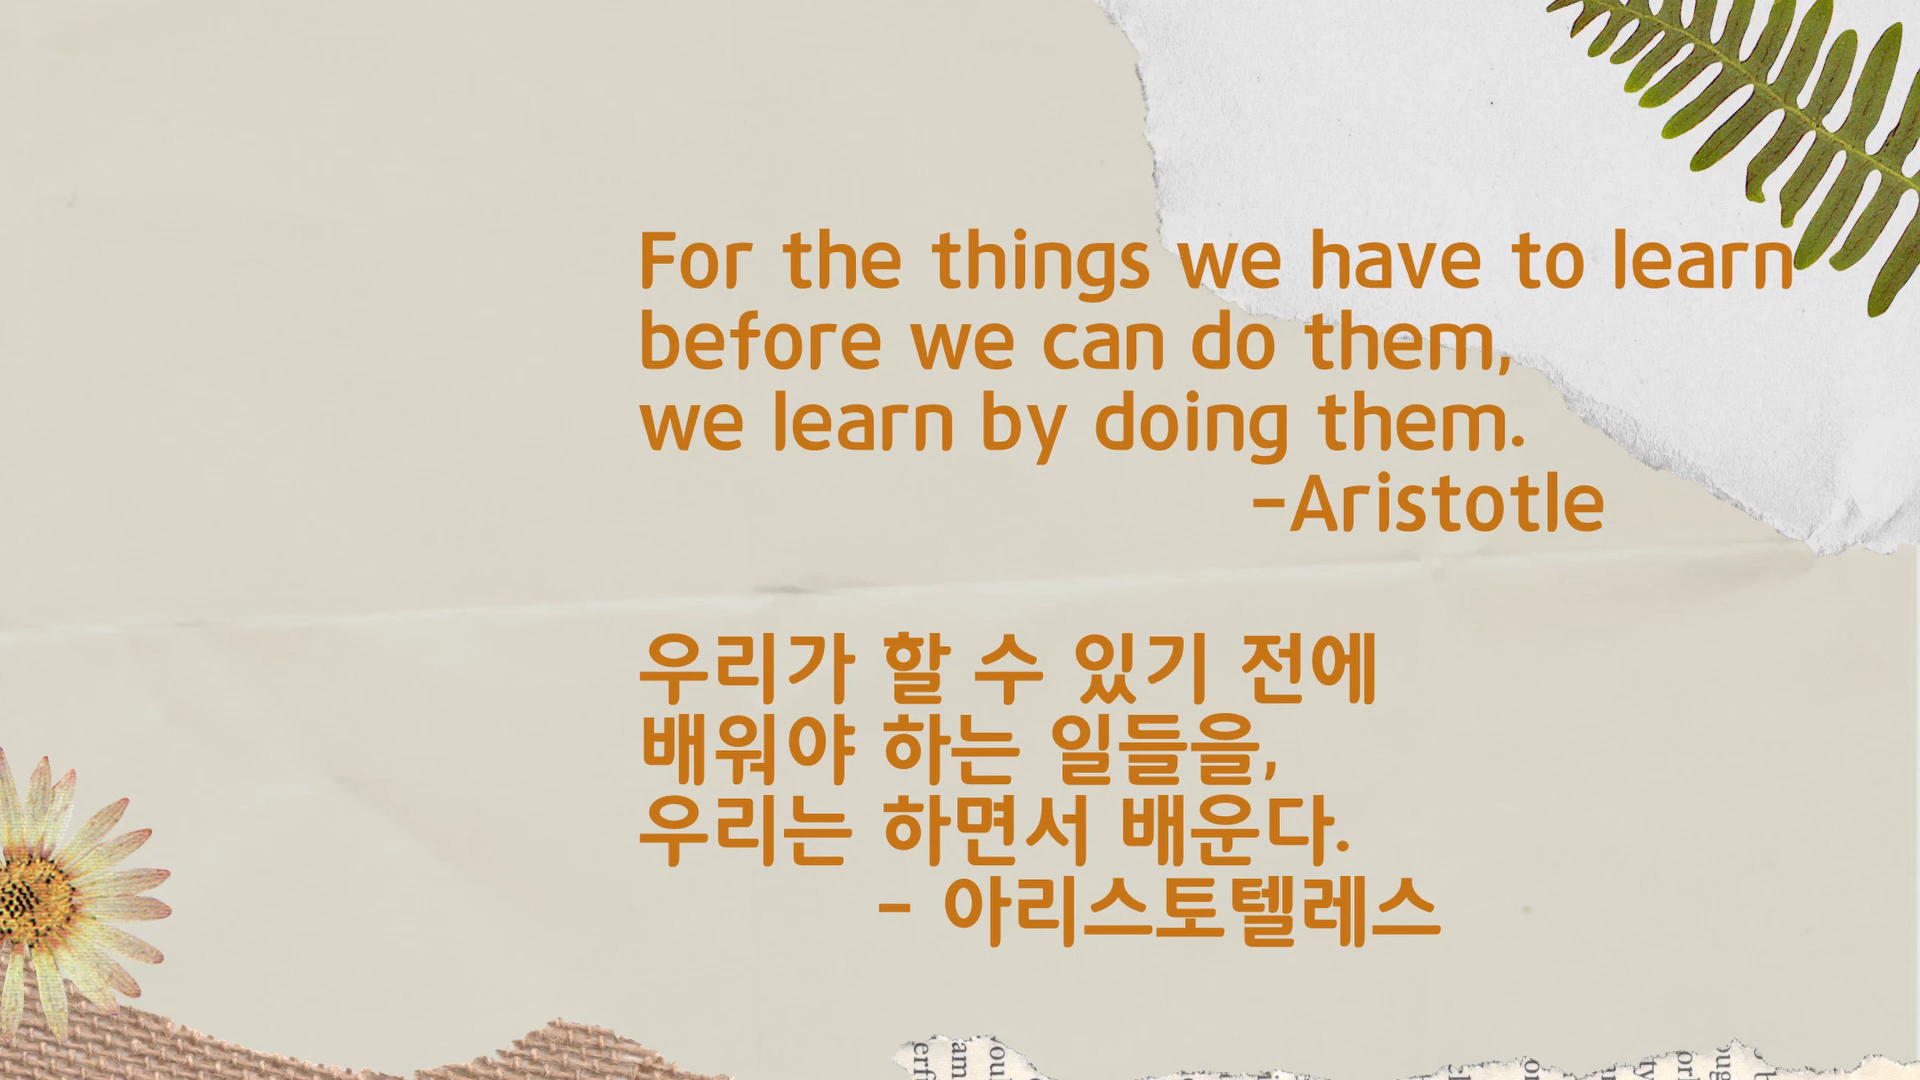 For the things we have to learn
before we can do them,
we learn by doing them.
-Aristotle
우리가 할 수 있기 전에
배워야 하는 일들을,
우리는 하면서 배운다.
- 아리스토텔레스